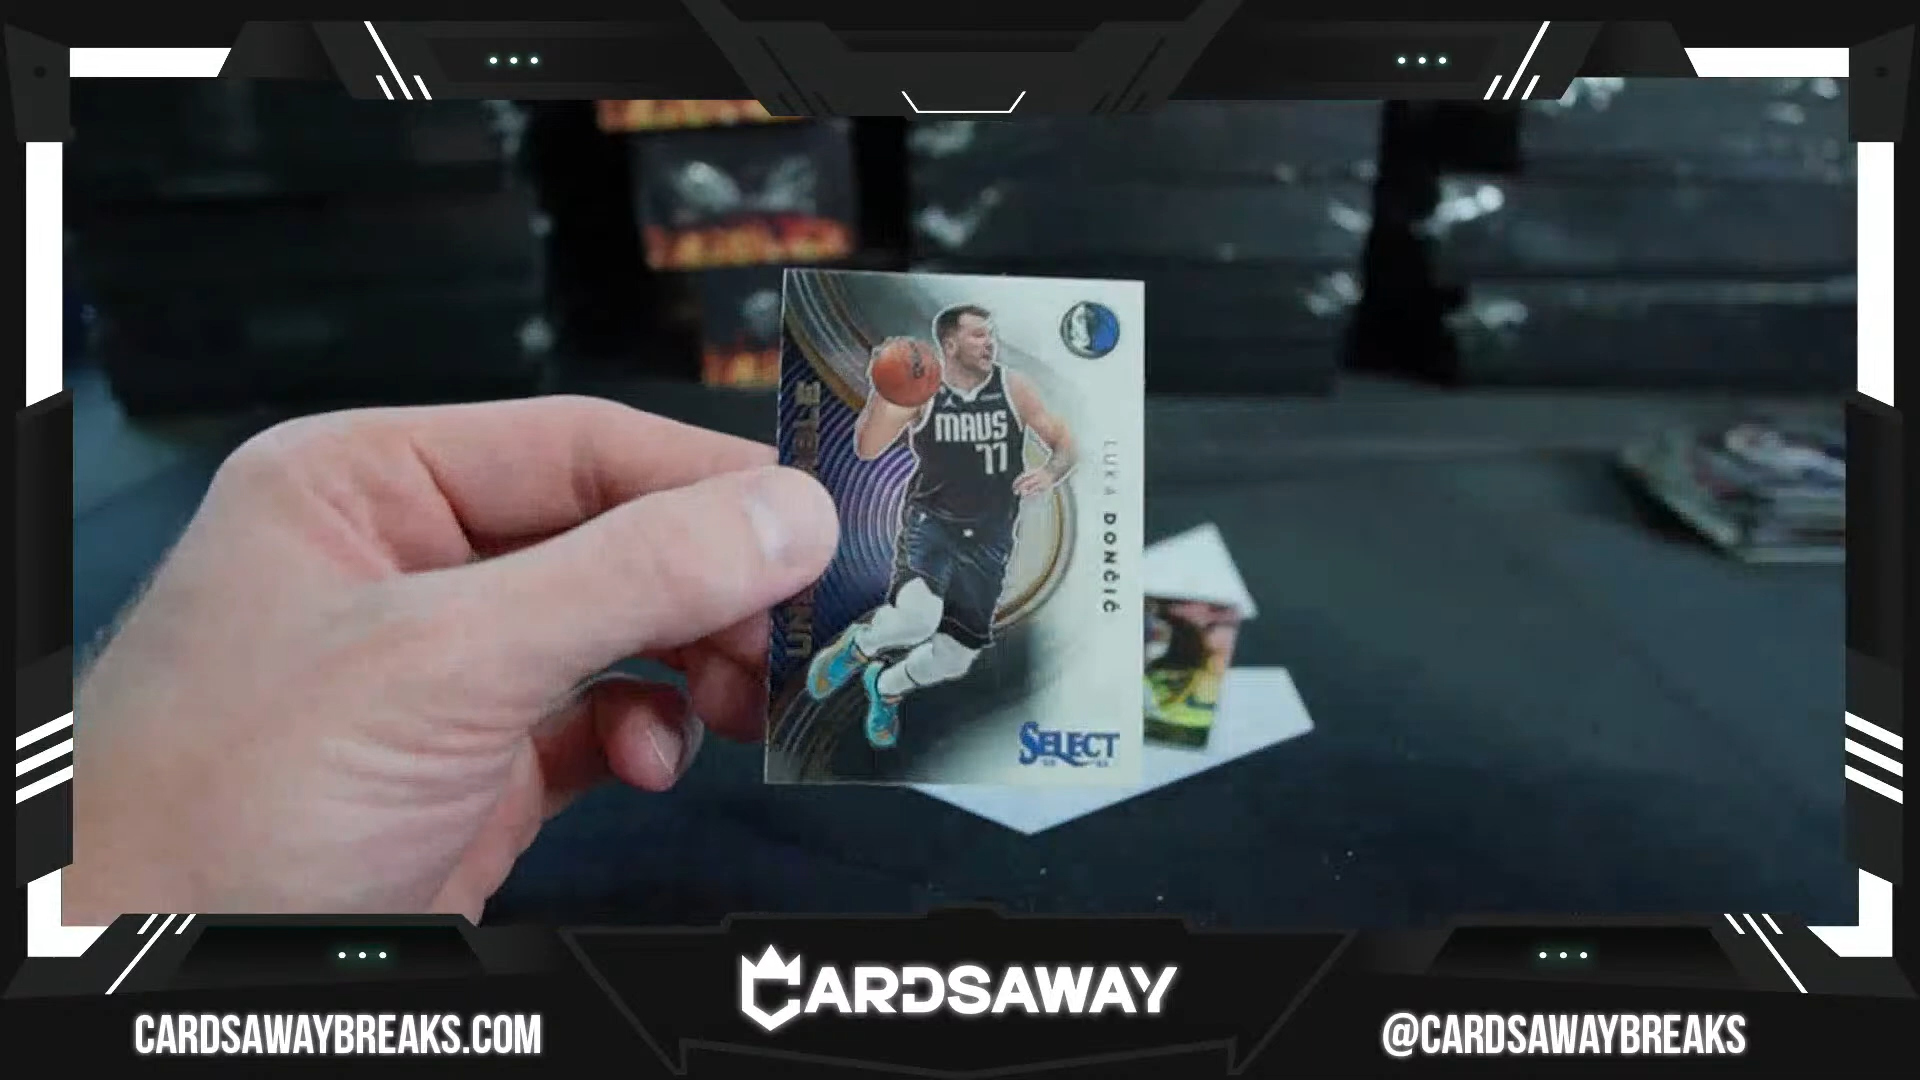 MAVS
77
LUKA DONČIĆ
SELECT
CARDSAWAY
CARDSAWAYBREAKS.COM
@CARDSAWAYBREAKS